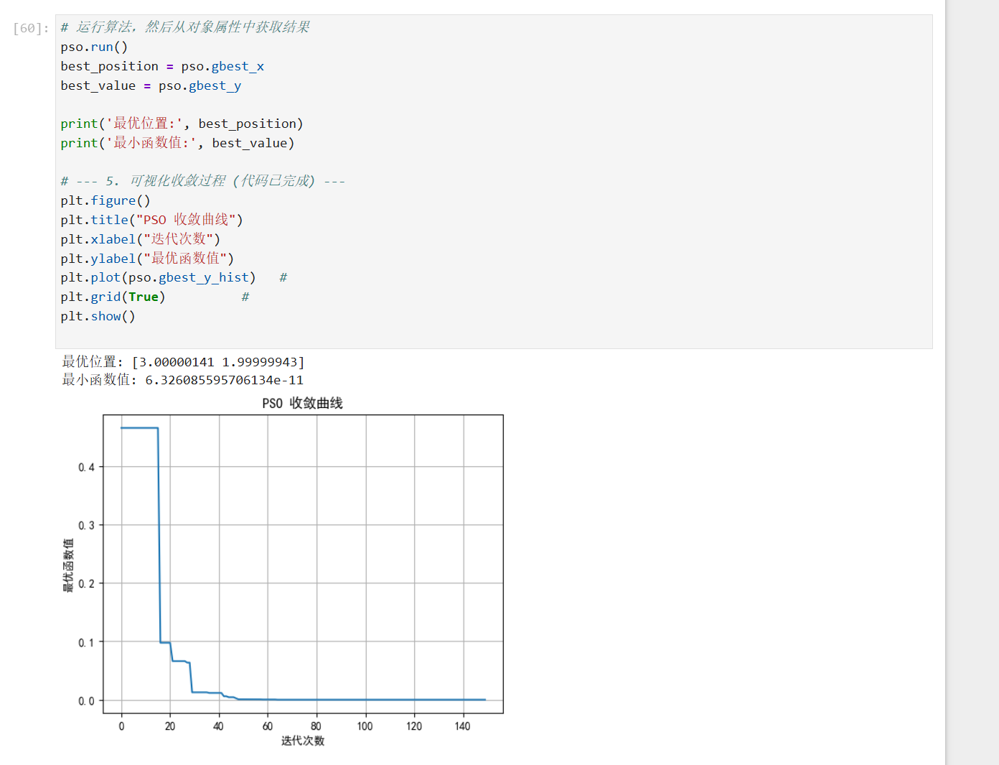 [60]: # 运行算法，然后从对象属性中获取结果
pso.run()
best_position = pso.gbest_x
best_value = pso.gbest_y
print('最优位置:', best_position)
print('最小函数值:', best_value)
# --- 5. 可视化收敛过程 (代码已完成) ---
plt.figure()
plt.title("PSO 收敛曲线")
plt.xlabel("迭代次数")
plt.ylabel("最优函数值")
plt.plot(pso.gbest_y_hist)   #
plt.grid(True)          #
plt.show()
最优位置: [3.00000141 1.99999943]
最小函数值: 6.326085595706134e-11
PSO 收敛曲线
0.4
0.3
0.2
0.1
0.0
最优函数值
0 20 40 60 80 100 120 140
迭代次数